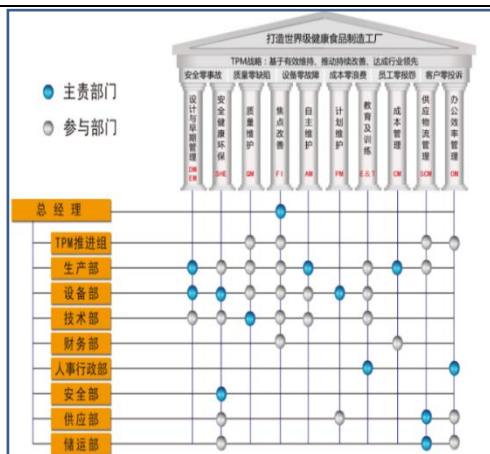 打造世界级健康食品制造工厂
TPM战略：基于有效维持、推动持续改善、达成行业领先
安全零事故 质量零缺陷 设备零故障 成本零浪费 员工零报怨 客户零投诉
主责部门
参与部门
设计与早期管理 DM EM
安全健康环保 SHE
质量维护 QM
焦点改善 FI
自主维护 AM
计划维护 PM
教育及训练 E&T
成本管理 CM
供应物流管理 SCM
办公效率管理 OM
总经理
TPM推进组
生产部
设备部
技术部
财务部
人事行政部
安全部
供应部
储运部